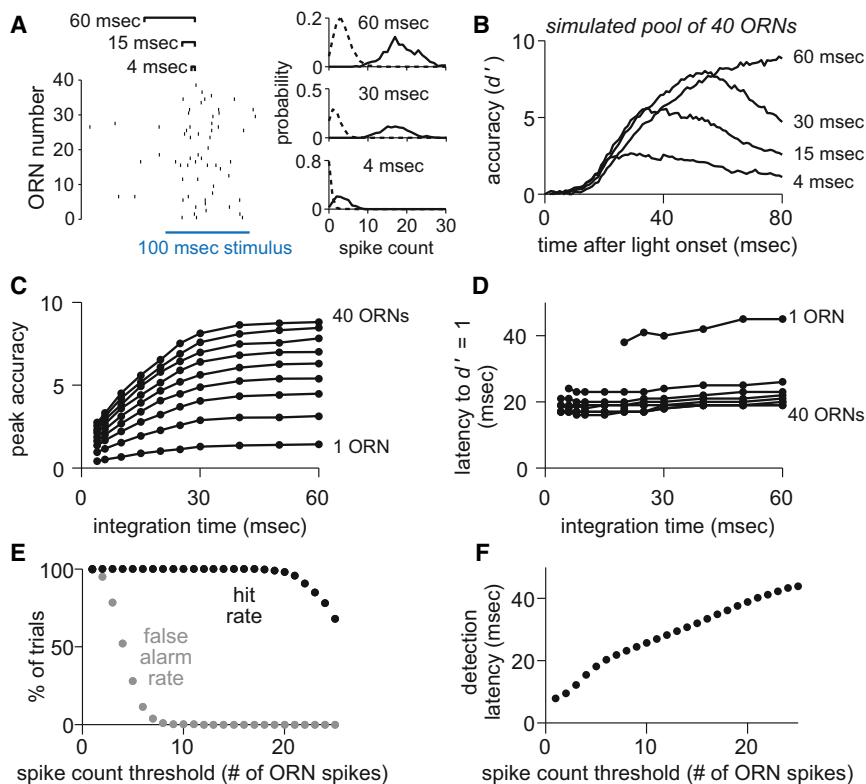 A
60 msec
15 msec
4 msec
ORN number
40
30
20
10
0
100 msec stimulus
probability
0.2
0
60 msec
0.5
0
30 msec
0.8
0
4 msec
0 10 20 30
spike count
B
simulated pool of 40 ORNs
accuracy (d′)
10
5
0
60 msec
30 msec
15 msec
4 msec
0 40 80
time after light onset (msec)
C
peak accuracy
10
5
0
40 ORNs
1 ORN
0 30 60
integration time (msec)
D
latency to d′ = 1
(msec)
40
20
0
1 ORN
40 ORNs
0 30 60
integration time (msec)
E
% of trials
100
50
0
hit
rate
false
alarm
rate
0 10 20
spike count threshold (# of ORN spikes)
F
detection
latency (msec)
40
20
0
0 10 20
spike count threshold (# of ORN spikes)